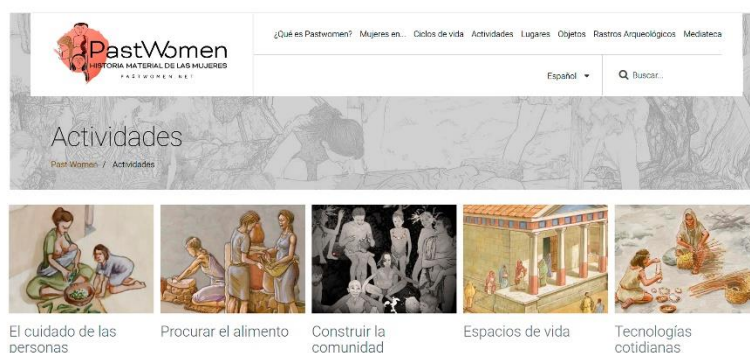 PastWomen
HISTORIA MATERIAL DE LAS MUJERES
PASTWOMEN.NET
¿Qué es Pastwomen? Mujeres en... Ciclos de vida Actividades Lugares Objetos Rastros Arqueológicos Mediateca
Español Buscar...
Actividades
Past Women / Actividades
El cuidado de las
personas
Procurar el alimento
Construir la
comunidad
Espacios de vida
Tecnologías
cotidianas